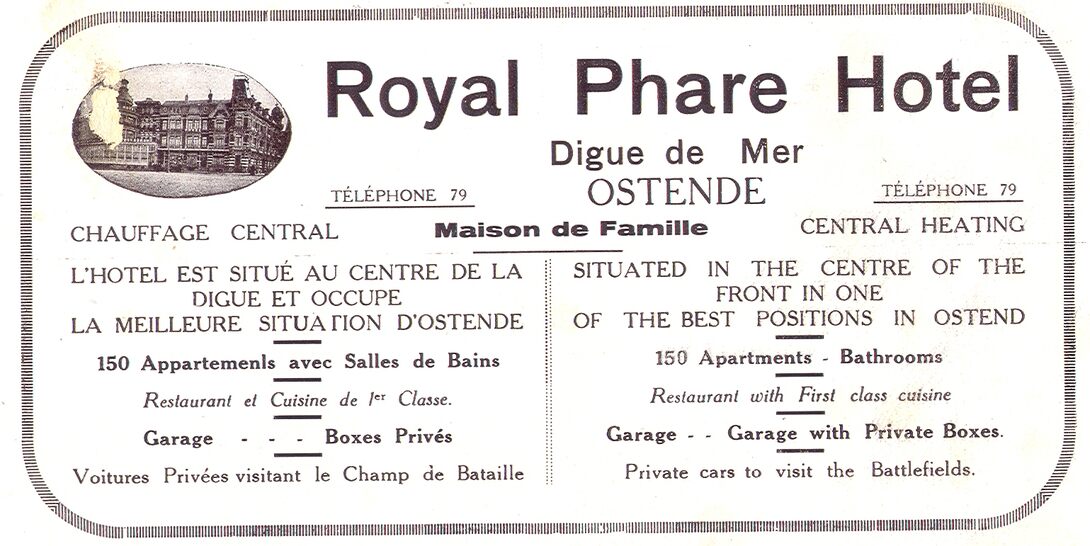 Royal Phare Hotel
Digue de Mer
OSTENDE
TÉLÉPHONE 79
TÉLÉPHONE 79
CHAUFFAGE CENTRAL
Maison de Famille
CENTRAL HEATING
L'HOTEL EST SITUÉ AU CENTRE DE LA
DIGUE ET OCCUPE
LA MEILLEURE SITUATION D'OSTENDE
150 Appartements avec Salles de Bains
Restaurant et Cuisine de 1er Classe.
Garage - - - Boxes Privés
Voitures Privées visitant le Champ de Bataille
SITUATED IN THE CENTRE OF THE
FRONT IN ONE
OF THE BEST POSITIONS IN OSTEND
150 Apartments - Bathrooms
Restaurant with First class cuisine
Garage - - Garage with Private Boxes.
Private cars to visit the Battlefields.